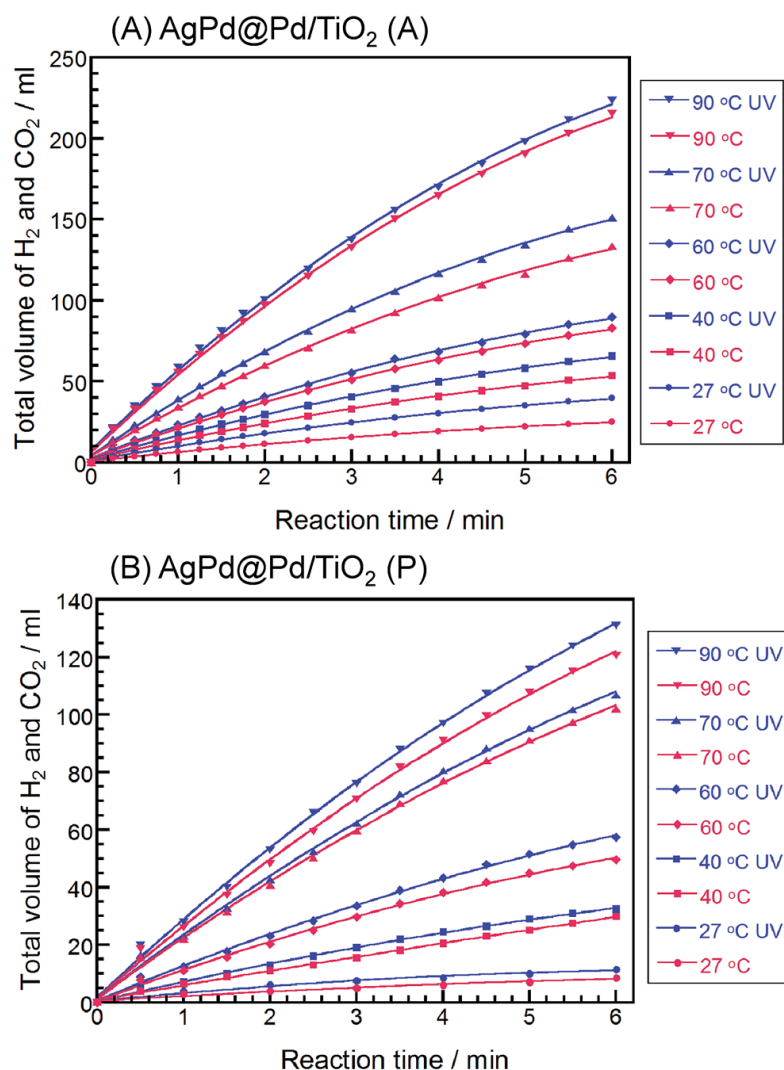 (A) AgPd@Pd/TiO₂ (A)
Total volume of H₂ and CO₂ / ml
250
200
150
100
50
0
0 1 2 3 4 5 6
Reaction time / min
90 °C UV
90 °C
70 °C UV
70 °C
60 °C UV
60 °C
40 °C UV
40 °C
27 °C UV
27 °C
(B) AgPd@Pd/TiO₂ (P)
Total volume of H₂ and CO₂ / ml
140
120
100
80
60
40
20
0
0 1 2 3 4 5 6
Reaction time / min
90 °C UV
90 °C
70 °C UV
70 °C
60 °C UV
60 °C
40 °C UV
40 °C
27 °C UV
27 °C